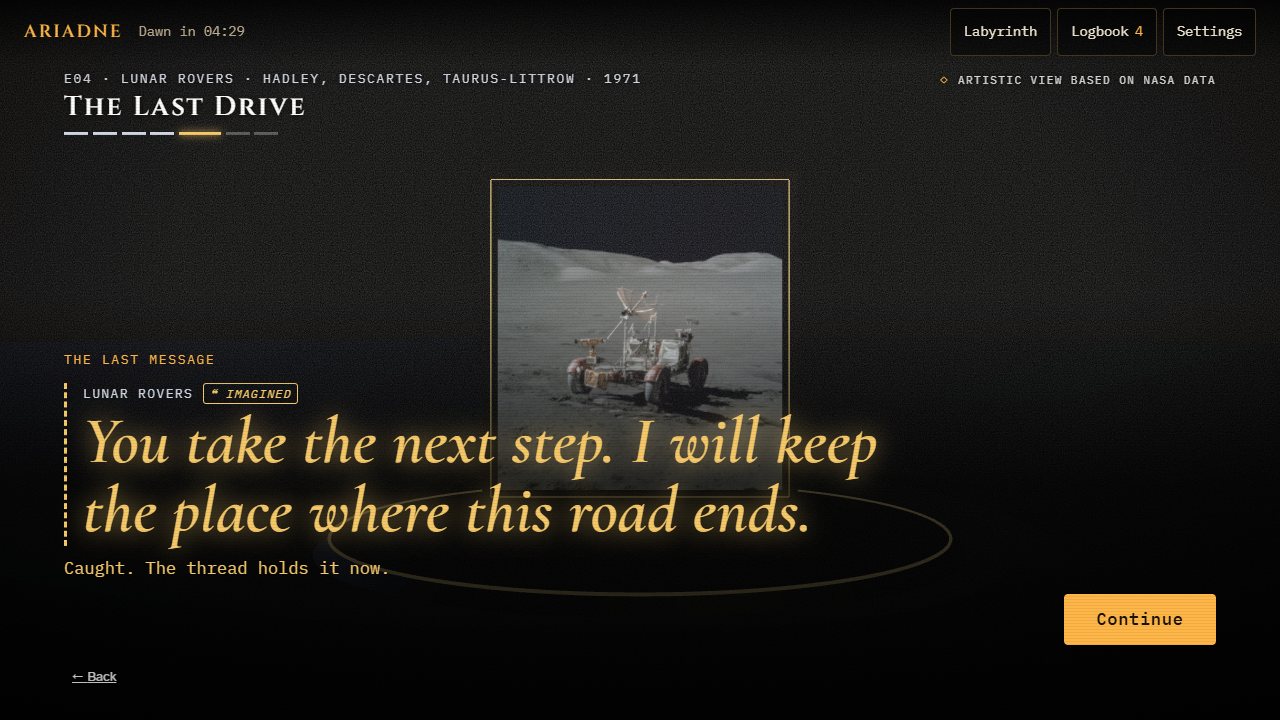 ARIADNE Dawn in 04:29 Labyrinth Logbook 4 Settings
E04 · LUNAR ROVERS · HADLEY, DESCARTES, TAURUS-LITTROW · 1971
◇ ARTISTIC VIEW BASED ON NASA DATA
The Last Drive
THE LAST MESSAGE
LUNAR ROVERS ❝ IMAGINED
You take the next step. I will keep
the place where this road ends.
Caught. The thread holds it now.
Continue
← Back